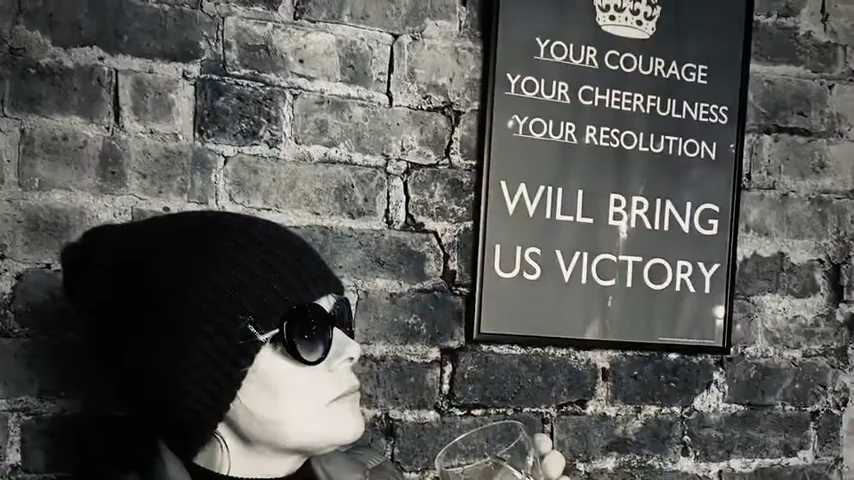 YOUR COURAGE
YOUR CHEERFULNESS
YOUR RESOLUTION
WILL BRING
US VICTORY